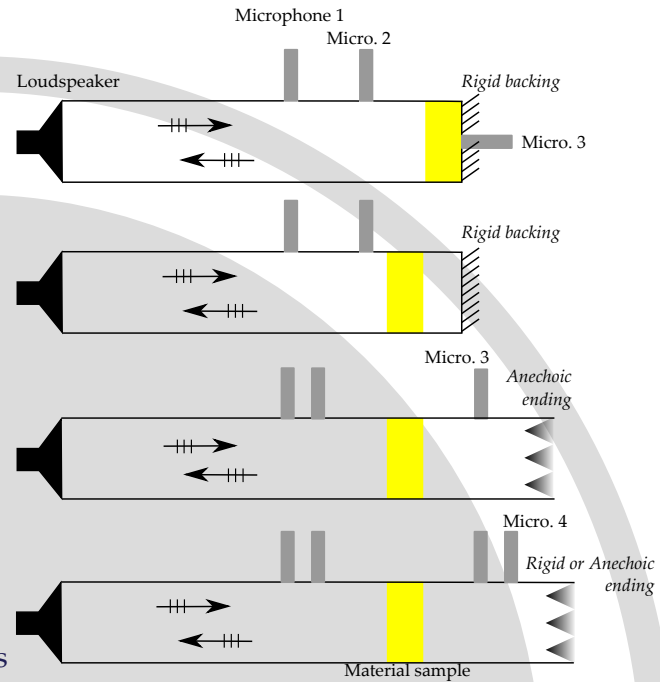 Microphone 1
Micro. 2
Loudspeaker
Rigid backing
Micro. 3
Rigid backing
Micro. 3
Anechoic
ending
Micro. 4
Rigid or Anechoic
ending
s
Material sample